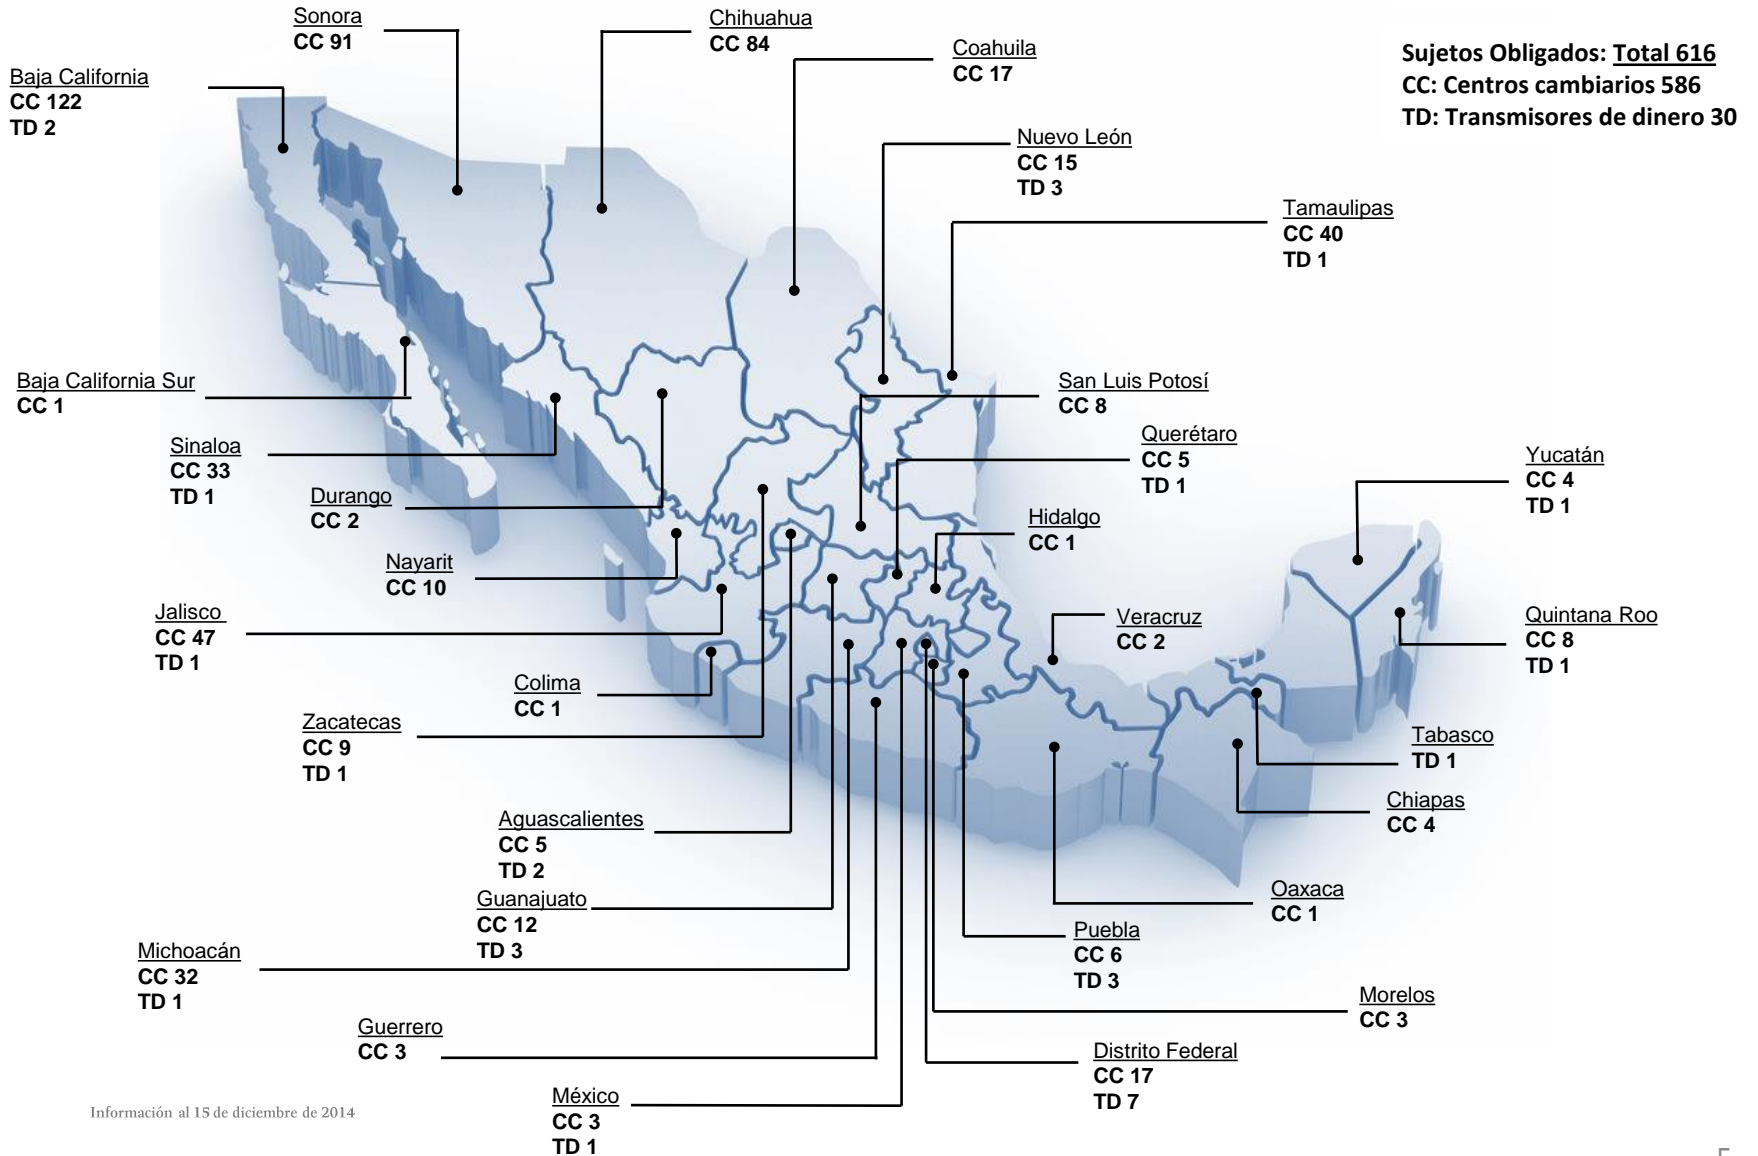 Sonora
CC 91
Chihuahua
CC 84
Coahuila
CC 17
Sujetos Obligados: Total 616
CC: Centros cambiarios 586
TD: Transmisores de dinero 30
Baja California
CC 122
TD 2
Nuevo León
CC 15
TD 3
Tamaulipas
CC 40
TD 1
Baja California Sur
CC 1
San Luis Potosí
CC 8
Sinaloa
CC 33
TD 1
Querétaro
CC 5
TD 1
Yucatán
CC 4
TD 1
Durango
CC 2
Hidalgo
CC 1
Nayarit
CC 10
Jalisco
CC 47
TD 1
Veracruz
CC 2
Quintana Roo
CC 8
TD 1
Colima
CC 1
Zacatecas
CC 9
TD 1
Tabasco
TD 1
Chiapas
CC 4
Aguascalientes
CC 5
TD 2
Guanajuato
CC 12
TD 3
Oaxaca
CC 1
Puebla
CC 6
TD 3
Michoacán
CC 32
TD 1
Morelos
CC 3
Guerrero
CC 3
Distrito Federal
CC 17
TD 7
México
CC 3
TD 1
Información al 15 de diciembre de 2014